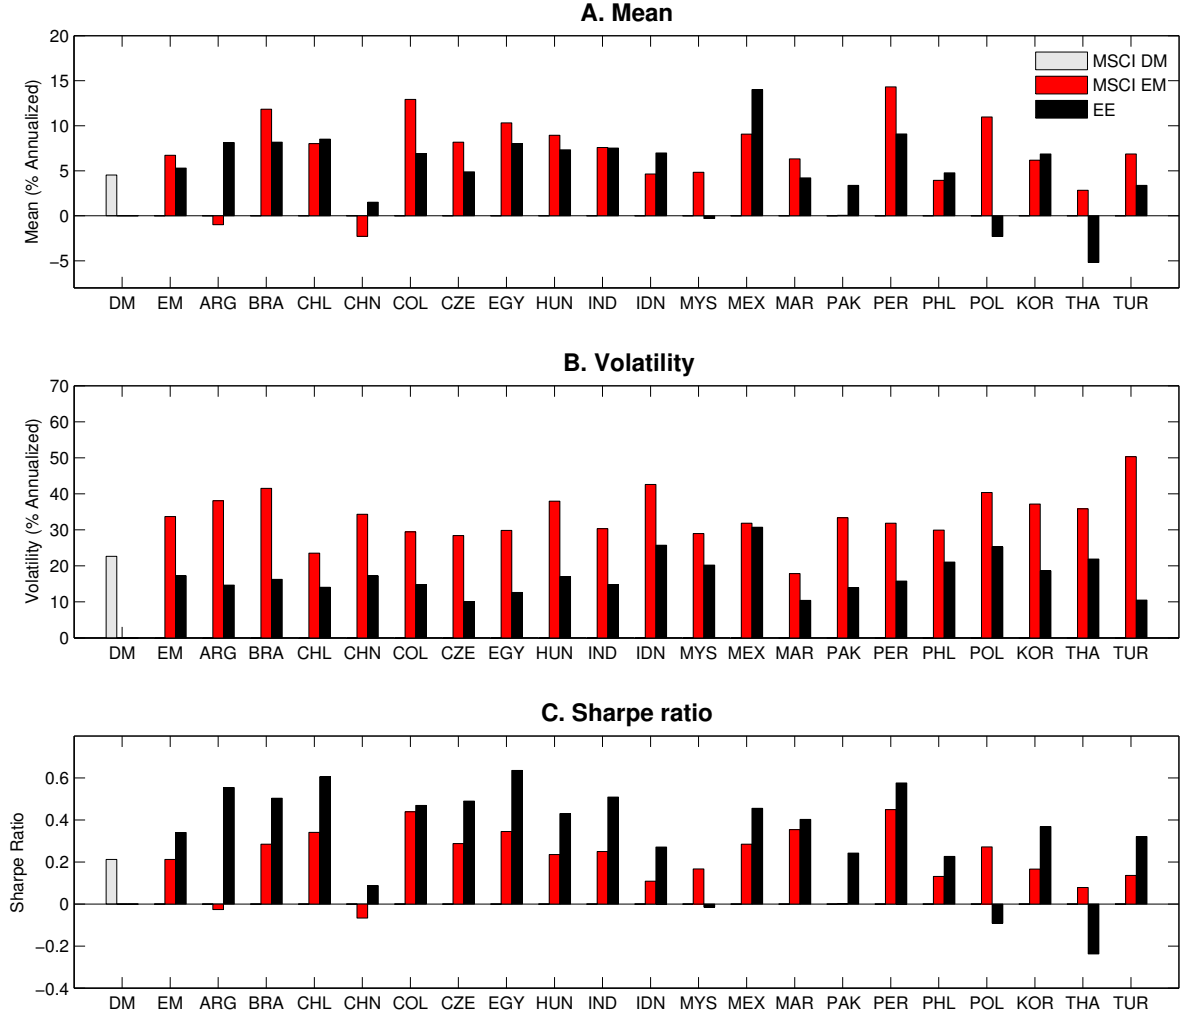 A. Mean
20
15
10
5
0
−5
Mean (% Annualized)
MSCI DM
MSCI EM
EE
DM EM ARG BRA CHL CHN COL CZE EGY HUN IND IDN MYS MEX MAR PAK PER PHL POL KOR THA TUR
B. Volatility
70
60
50
40
30
20
10
0
Volatility (% Annualized)
DM EM ARG BRA CHL CHN COL CZE EGY HUN IND IDN MYS MEX MAR PAK PER PHL POL KOR THA TUR
C. Sharpe ratio
0.6
0.4
0.2
0
−0.2
−0.4
Sharpe Ratio
DM EM ARG BRA CHL CHN COL CZE EGY HUN IND IDN MYS MEX MAR PAK PER PHL POL KOR THA TUR